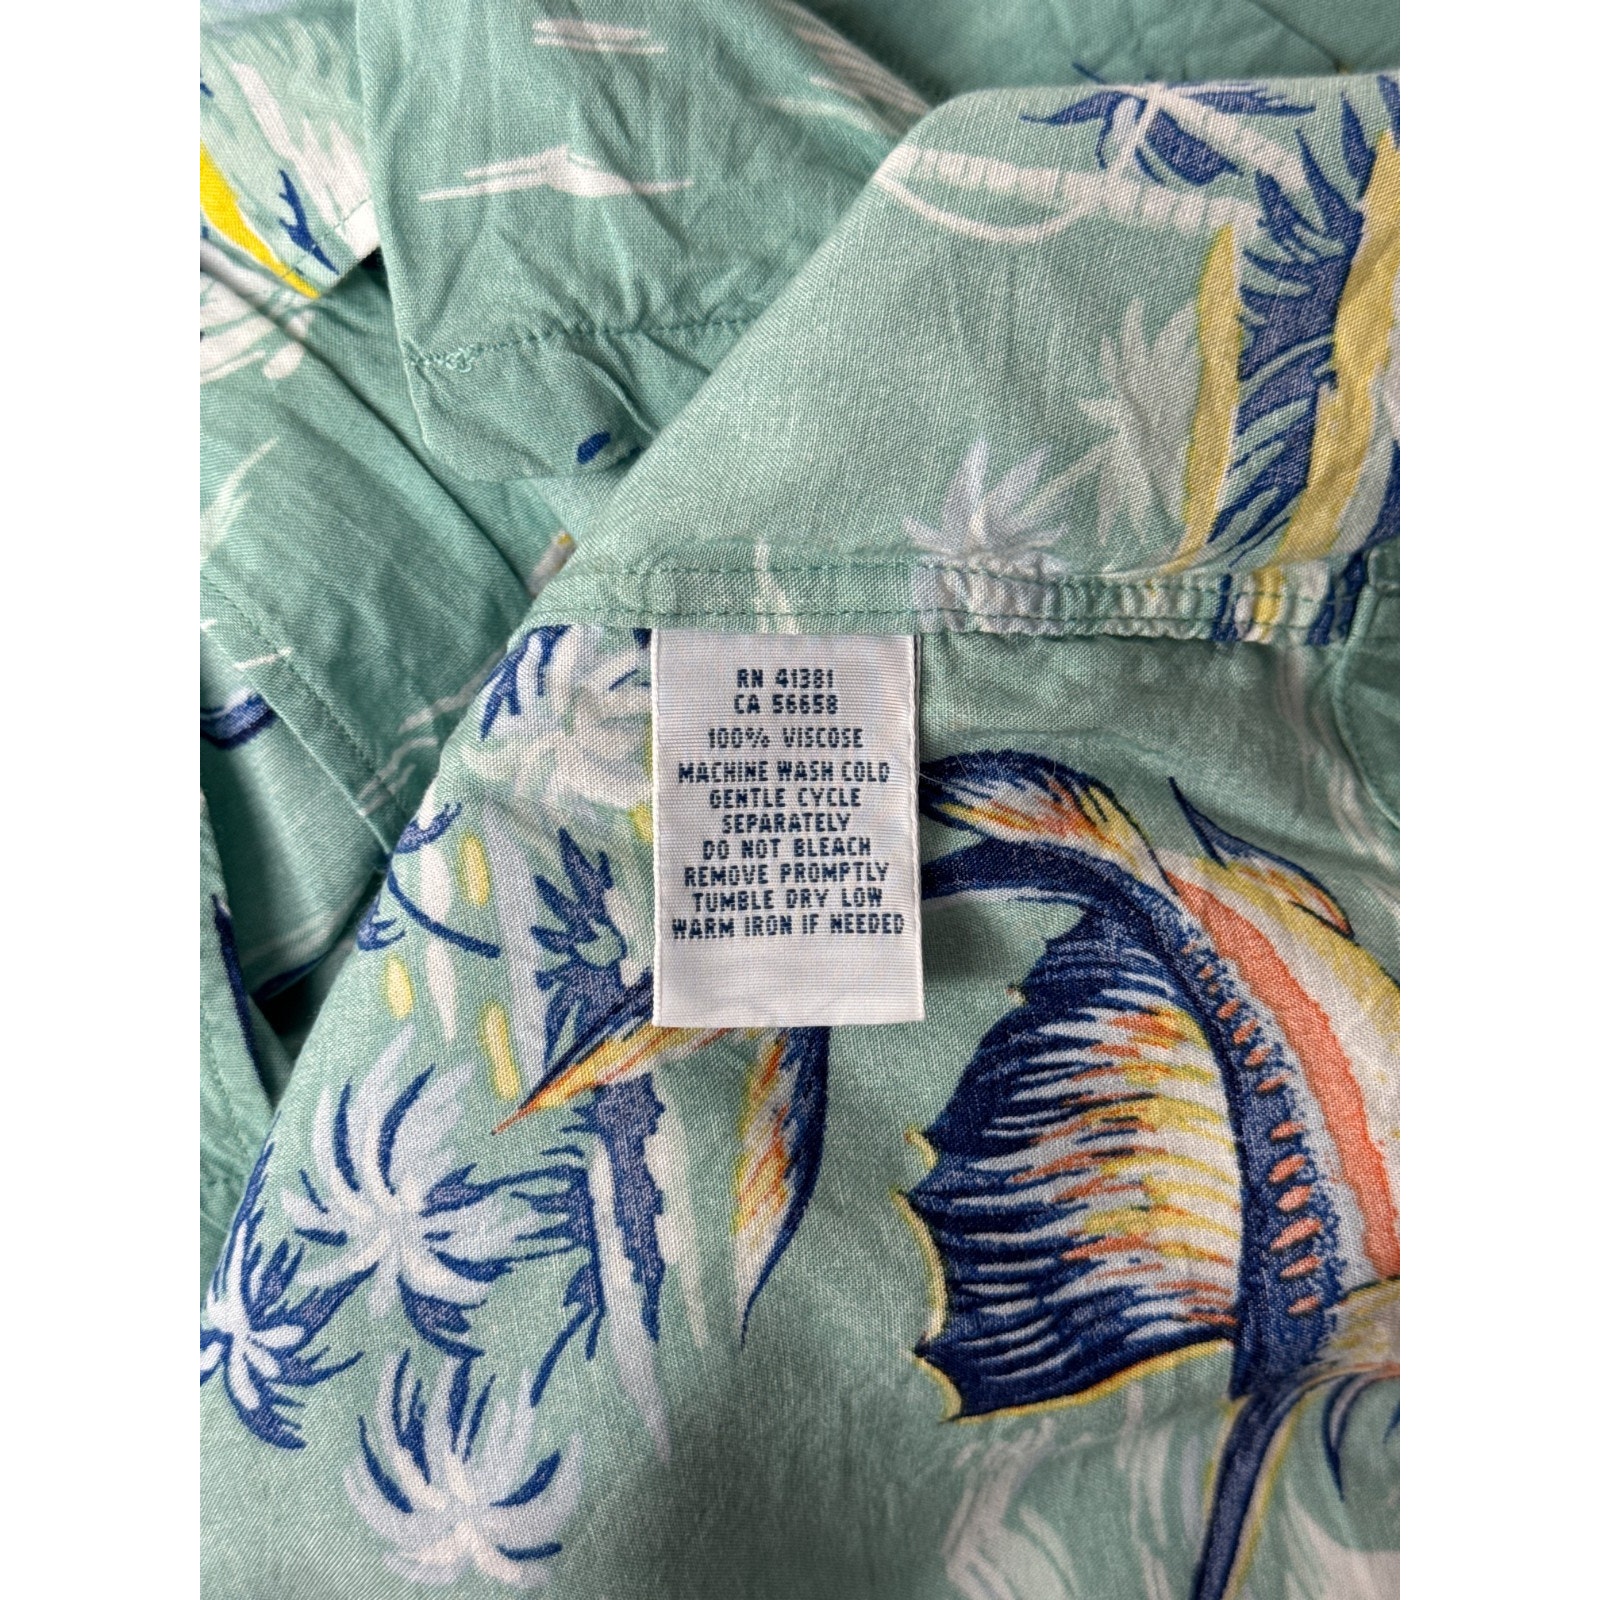 RN 41381
CA 56658
100% VISCOSE
MACHINE WASH COLD
GENTLE CYCLE
SEPARATELY
DO NOT BLEACH
REMOVE PROMPTLY
TUMBLE DRY LOW
WARM IRON IF NEEDED